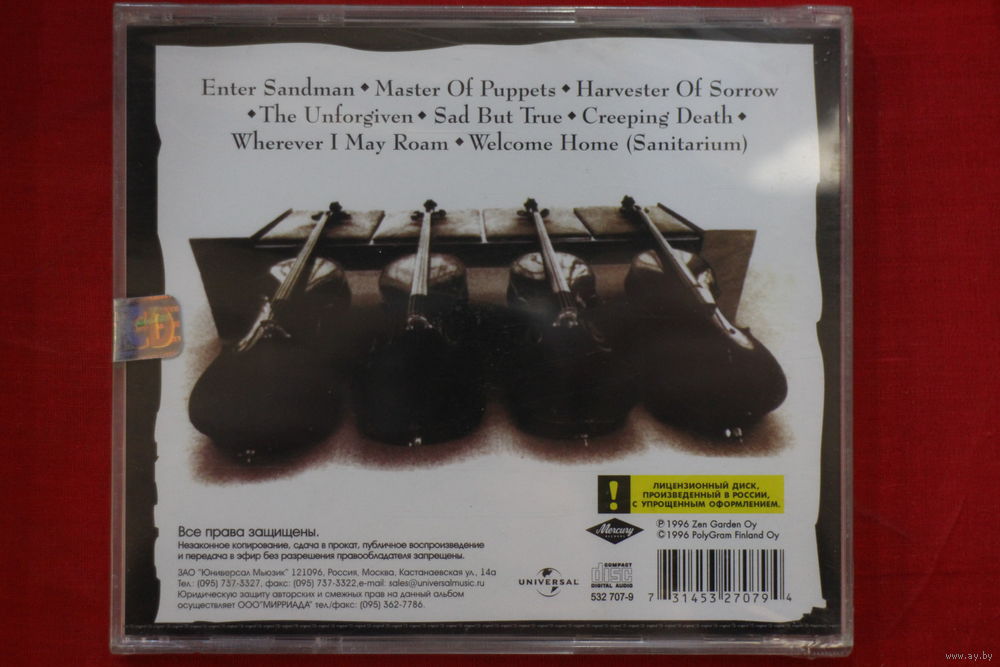 Enter Sandman ◆ Master Of Puppets ◆ Harvester Of Sorrow
◆ The Unforgiven ◆ Sad But True ◆ Creeping Death ◆
Wherever I May Roam ◆ Welcome Home (Sanitarium)
!
ЛИЦЕНЗИОННЫЙ ДИСК,
ПРОИЗВЕДЕННЫЙ В РОССИИ,
С УПРОЩЕННЫМ ОФОРМЛЕНИЕМ.
Mercury
RECORDS
℗ 1996 Zen Garden Oy
© 1996 PolyGram Finland Oy
Все права защищены.
Незаконное копирование, сдача в прокат, публичное воспроизведение
и передача в эфир без разрешения правообладателя запрещены.
ЗАО "Юниверсал Мьюзик" 121096, Россия, Москва, Кастанаевская ул., 14а
Тел.: (095) 737-3327, факс: (095) 737-3322, e-mail: sales@universalmusic.ru
Юридическую защиту авторских и смежных прав на данный альбом
осуществляет ООО"МИРРИАДА" тел./факс: (095) 362-7786.
UNIVERSAL
COMPACT
disc
DIGITAL AUDIO
532 707-9
7 31453 27079 4
www.ay.by